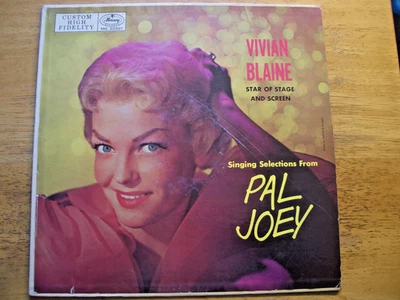 CUSTOM
HIGH
FIDELITY
Mercury
VIVIAN
BLAINE
STAR OF STAGE
AND SCREEN
Singing Selections From
PAL
JOEY